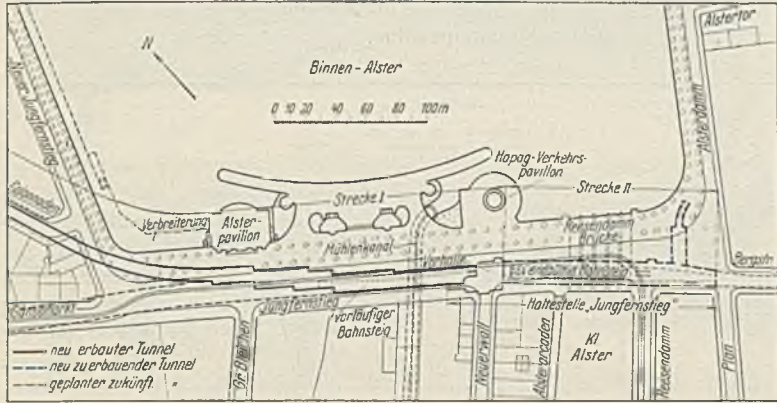 Alstertor
N
Binnen-Alster
0 10 20 40 60 80 100m
Neuer Jungfernstieg
Alsterdamm
Hapag-Verkehrs-
pavillon
Strecke I
Strecke II
Verbreiterung
Alster-
pavillon
Reesendamm
Brücke
Mühlenkanal
Vorhalle
Bergstr.
Gänsemarkt
Jungfernstieg
Haltestelle „Jungfernstieg"
vorläufiger
Bahnsteig
Gr. Bleichen
Neuerwall
Alsterarcaden
Kl.
Alster
Reesendamm
Plan
neu erbauter Tunnel
neu zu erbauender Tunnel
geplanter zukünft. "